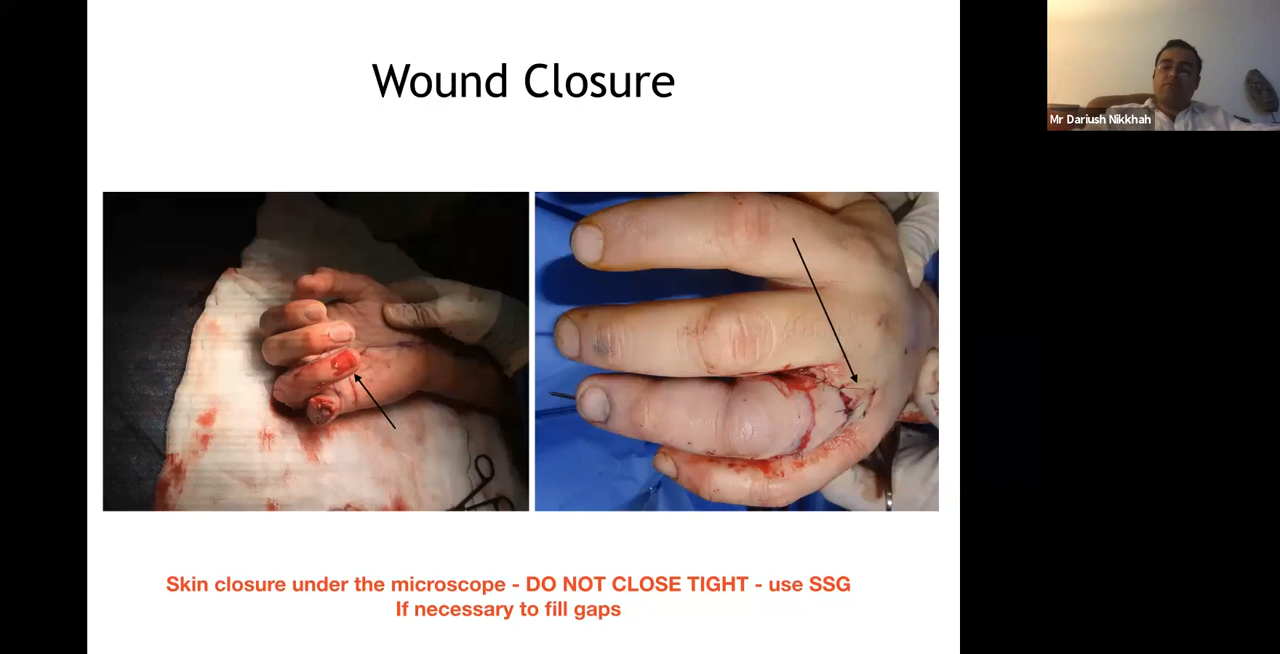 Wound Closure
Mr Dariush Nikkhah
Skin closure under the microscope - DO NOT CLOSE TIGHT - use SSG
If necessary to fill gaps